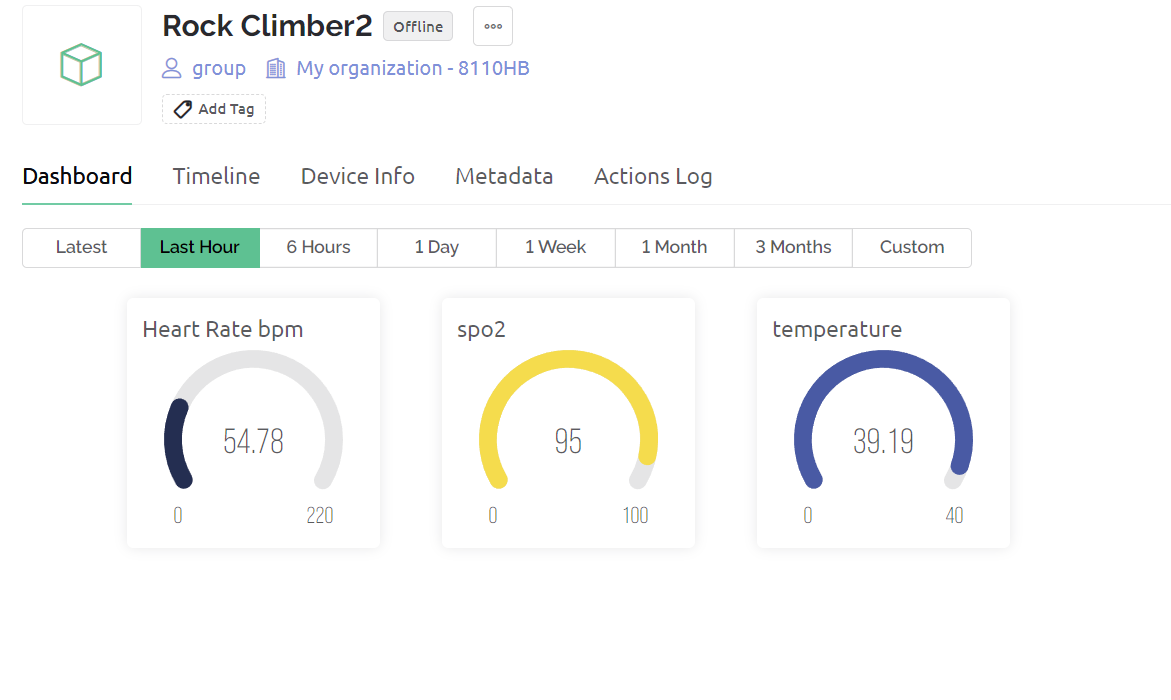 Rock Climber2 Offline
group My organization - 8110HB
Add Tag
Dashboard Timeline Device Info Metadata Actions Log
Latest Last Hour 6 Hours 1 Day 1 Week 1 Month 3 Months Custom
Heart Rate bpm spo2 temperature
54.78 95 39.19
0 220 0 100 0 40